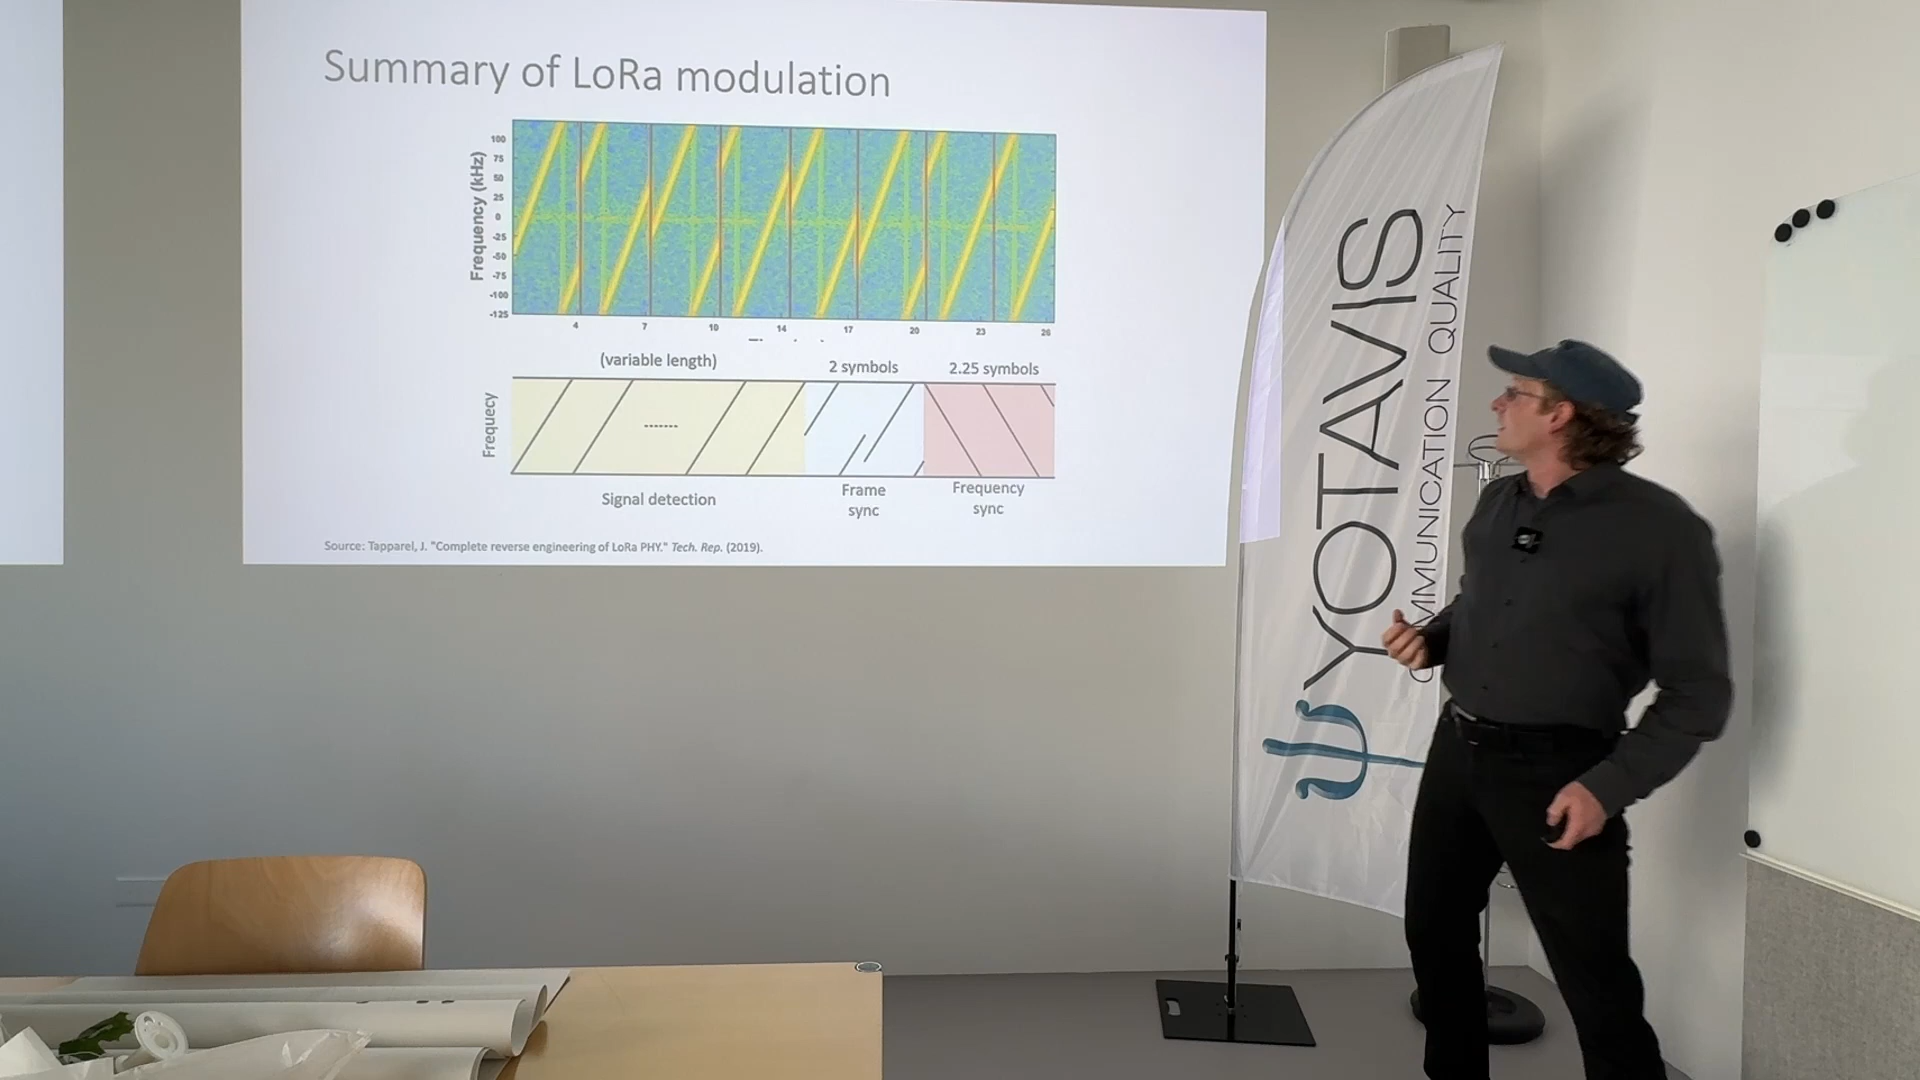 Summary of LoRa modulation
Frequency (kHz)
100
75
50
25
0
-25
-50
-75
-100
-125
4 7 10 14 17 20 23 26
(variable length) 2 symbols 2.25 symbols
Frequecy
Signal detection
Frame
sync
Frequency
sync
Source: Tapparel, J. "Complete reverse engineering of LoRa PHY." Tech. Rep. (2019).
YOTAVIS
COMMUNICATION QUALITY